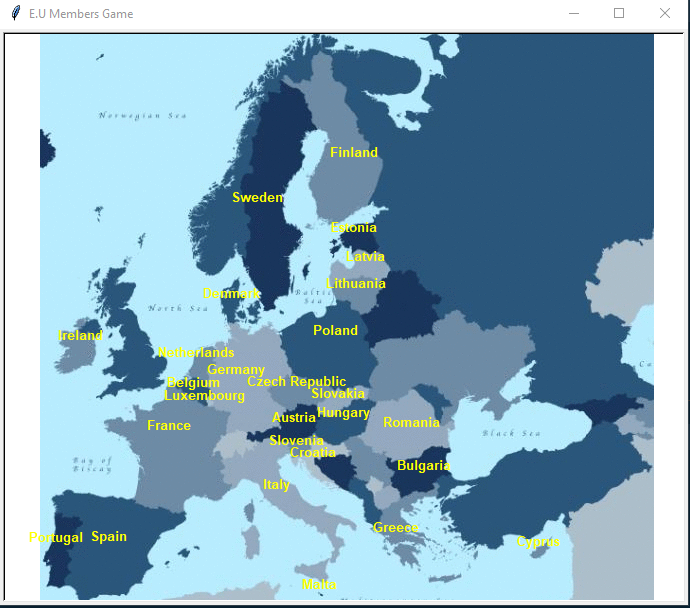 E.U Members Game
Norwegian Sea
Finland
Sweden
Estonia
Latvia
Lithuania
Baltic
Sea
Denmark
North Sea
Poland
Ireland
Netherlands
Germany
Czech Republic
Belgium
Slovakia
Luxembourg
Hungary
Austria
Romania
France
Black Sea
Slovenia
Croatia
Bay of
Biscay
Bulgaria
Italy
Greece
Portugal
Spain
Cyprus
Malta